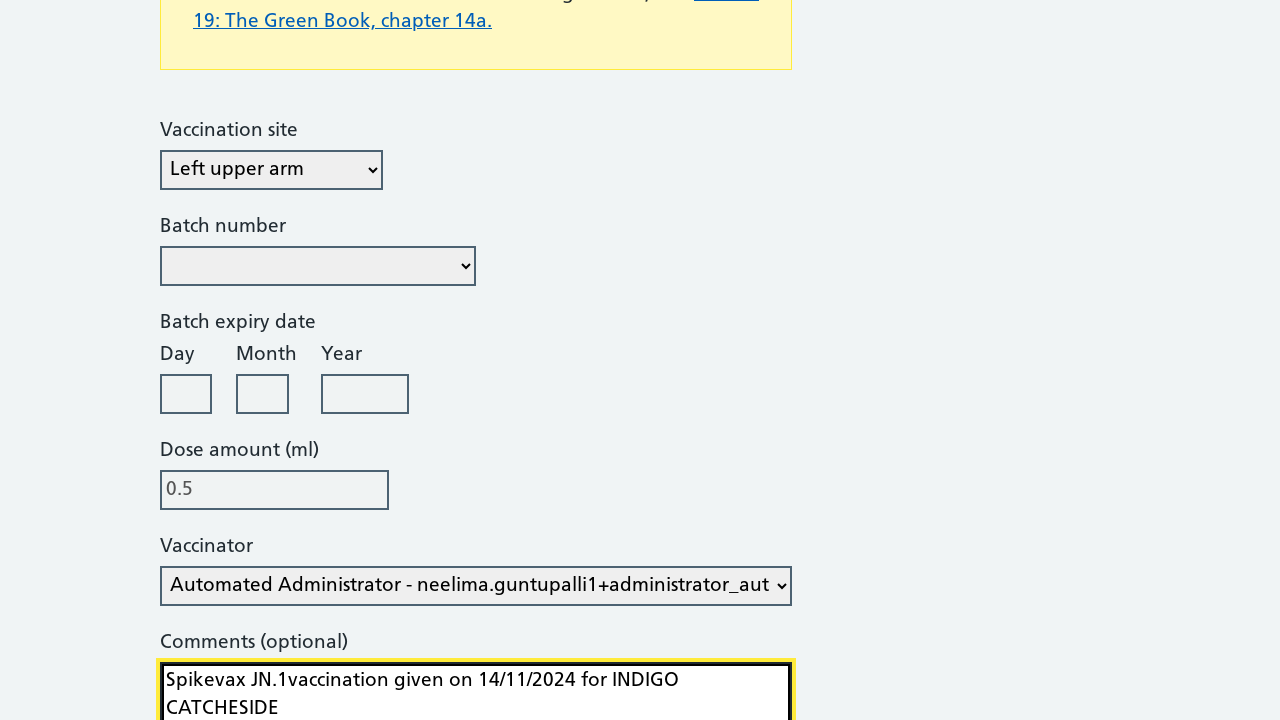 19: The Green Book, chapter 14a.
Vaccination site
Left upper arm
Batch number
Batch expiry date
Day Month Year
Dose amount (ml)
0.5
Vaccinator
Automated Administrator - neelima.guntupalli1+administrator_aut
Comments (optional)
Spikevax JN.1vaccination given on 14/11/2024 for INDIGO
CATCHESIDE